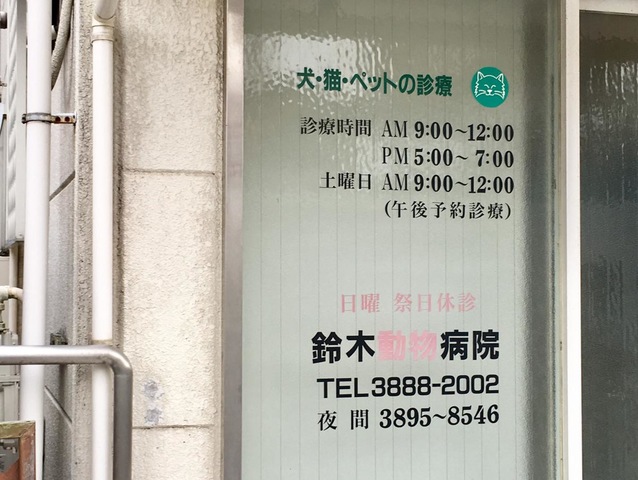 犬・猫・ペットの診療
診療時間 AM 9:00～12:00
PM 5:00～ 7:00
土曜日 AM 9:00～12:00
(午後予約診療)
日曜 祭日休診
鈴木動物病院
TEL3888-2002
夜間 3895~8546